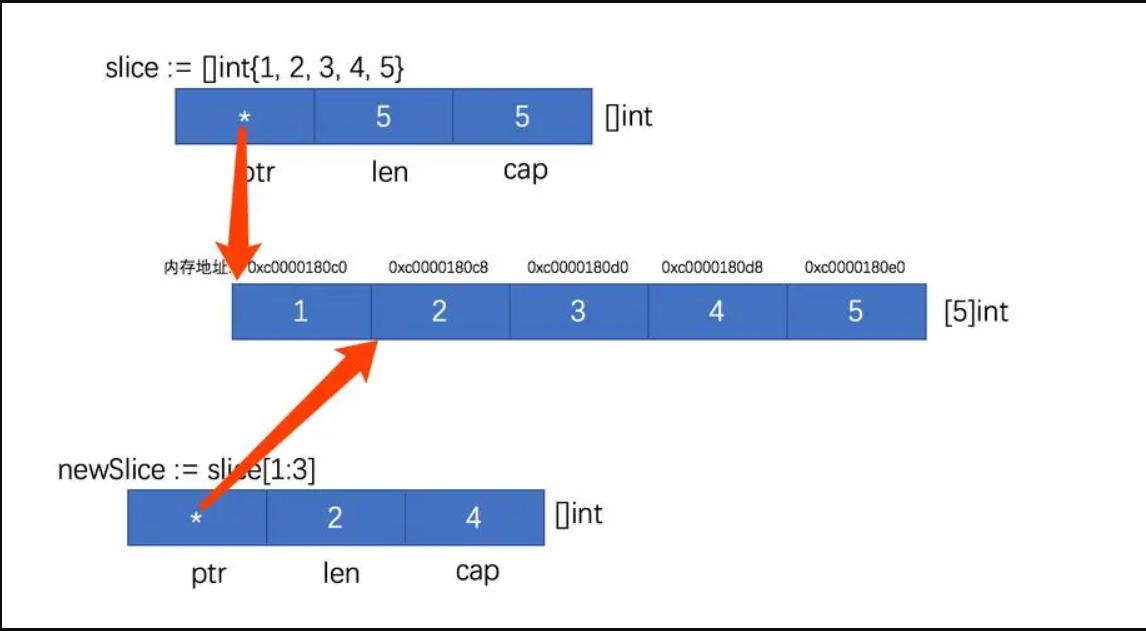 slice := []int{1, 2, 3, 4, 5}
* 5 5 []int
ptr len cap
内存地址: 0xc0000180c0 0xc0000180c8 0xc0000180d0 0xc0000180d8 0xc0000180e0
1 2 3 4 5 [5]int
newSlice := slice[1:3]
* 2 4 []int
ptr len cap